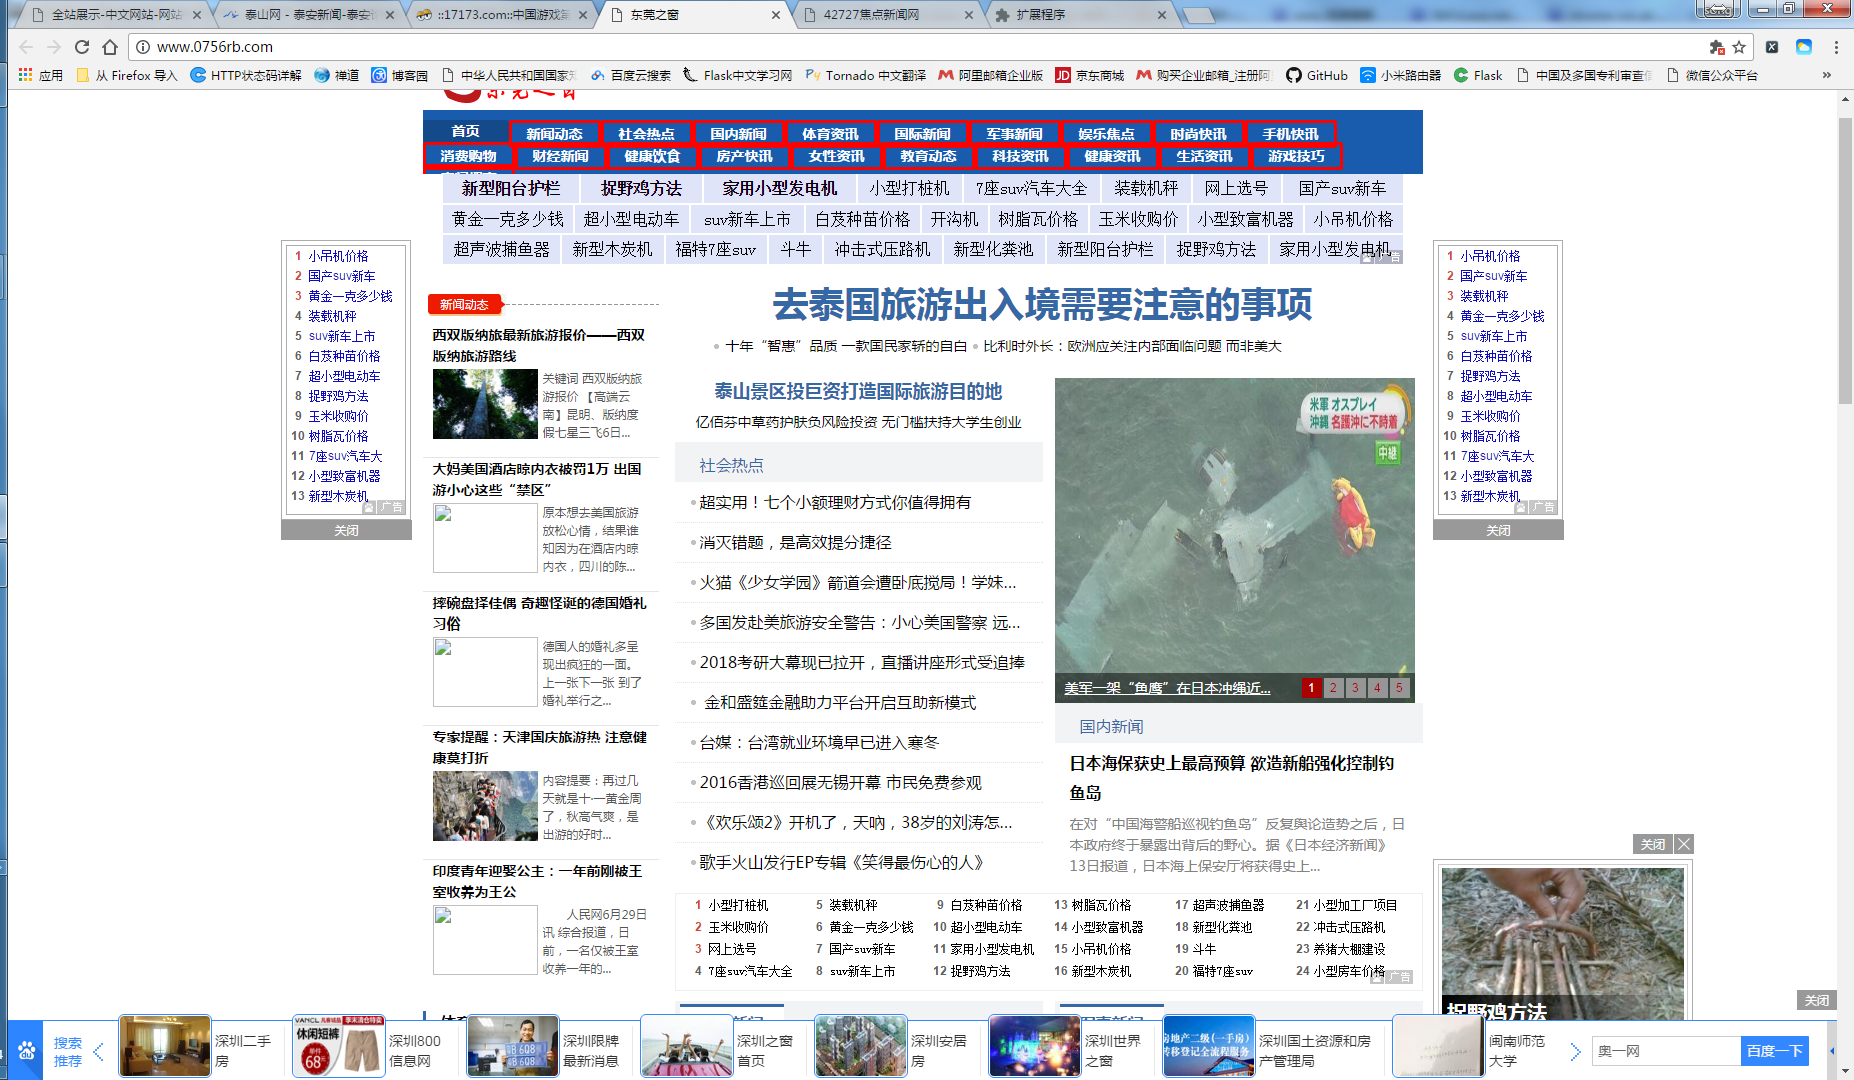 全站展示-中文网站-网站
泰山网 - 泰安新闻-泰安
::17173.com::中国游戏
东莞之窗
42727焦点新闻网
扩展程序
www.0756rb.com
应用 从 Firefox 导入 HTTP状态码详解 禅道 博客园 中华人民共和国国家 百度云搜索 Flask中文学习网 Tornado 中文翻译 阿里邮箱企业版 京东商城 购买企业邮箱_注册阿 GitHub 小米路由器 Flask 中国及多国专利审查 微信公众平台 »
首页 新闻动态 社会热点 国内新闻 体育资讯 国际新闻 军事新闻 娱乐焦点 时尚快讯 手机快讯
消费购物 财经新闻 健康饮食 房产快讯 女性资讯 教育动态 科技资讯 健康资讯 生活资讯 游戏技巧
新型阳台护栏 捉野鸡方法 家用小型发电机 小型打桩机 7座suv汽车大全 装载机秤 网上选号 国产suv新车
黄金一克多少钱 超小型电动车 suv新车上市 白芨种苗价格 开沟机 树脂瓦价格 玉米收购价 小型致富机器 小吊机价格
超声波捕鱼器 新型木炭机 福特7座suv 斗牛 冲击式压路机 新型化粪池 新型阳台护栏 捉野鸡方法 家用小型发电机
广告
1 小吊机价格
2 国产suv新车
3 黄金一克多少钱
4 装载机秤
5 suv新车上市
6 白芨种苗价格
7 超小型电动车
8 捉野鸡方法
9 玉米收购价
10 树脂瓦价格
11 7座suv汽车大
12 小型致富机器
13 新型木炭机
广告
关闭
新闻动态
西双版纳旅最新旅游报价——西双
版纳旅游路线
关键词 西双版纳旅
游报价 【高端云
南】昆明、版纳度
假七星三飞6日...
大妈美国酒店晾内衣被罚1万 出国
游小心这些“禁区”
原本想去美国旅游
放松心情，结果谁
知因为在酒店内晾
内衣，四川的陈...
摔碗盘择佳偶 奇趣怪诞的德国婚礼
习俗
德国人的婚礼多呈
现出疯狂的一面。
上一张下一张 到了
婚礼举行之...
专家提醒：天津国庆旅游热 注意健
康莫打折
内容提要：再过几
天就是十·一黄金周
了，秋高气爽，是
出游的好时...
印度青年迎娶公主：一年前刚被王
室收养为王公
人民网6月29日
讯 综合报道，日
前，一名仅被王室
收养一年的...
去泰国旅游出入境需要注意的事项
十年“智惠”品质 一款国民家轿的自白 比利时外长：欧洲应关注内部面临问题 而非美大
泰山景区投巨资打造国际旅游目的地
亿佰芬中草药护肤负风险投资 无门槛扶持大学生创业
社会热点
超实用！七个小额理财方式你值得拥有
消灭错题，是高效提分捷径
火猫《少女学园》箭道会遭卧底搅局！学妹...
多国发赴美旅游安全警告：小心美国警察 远...
2018考研大幕现已拉开，直播讲座形式受追捧
金和盛筵金融助力平台开启互助新模式
台媒：台湾就业环境早已进入寒冬
2016香港巡回展无锡开幕 市民免费参观
《欢乐颂2》开机了，天呐，38岁的刘涛怎...
歌手火山发行EP专辑《笑得最伤心的人》
米軍 オスプレイ
沖縄 名護沖に不時着
中継
美军一架“鱼鹰”在日本冲绳近... 1 2 3 4 5
国内新闻
日本海保获史上最高预算 欲造新船强化控制钓
鱼岛
在对“中国海警船巡视钓鱼岛”反复舆论造势之后，日
本政府终于暴露出背后的野心。据《日本经济新闻》
13日报道，日本海上保安厅将获得史上...
1 小型打桩机 5 装载机秤 9 白芨种苗价格 13 树脂瓦价格 17 超声波捕鱼器 21 小型加工厂项目
2 玉米收购价 6 黄金一克多少钱 10 超小型电动车 14 小型致富机器 18 新型化粪池 22 冲击式压路机
3 网上选号 7 国产suv新车 11 家用小型发电机 15 小吊机价格 19 斗牛 23 养猪大棚建设
4 7座suv汽车大全 8 suv新车上市 12 捉野鸡方法 16 新型木炭机 20 福特7座suv 24 小型房车价格
广告
1 小吊机价格
2 国产suv新车
3 装载机秤
4 黄金一克多少钱
5 suv新车上市
6 白芨种苗价格
7 捉野鸡方法
8 超小型电动车
9 玉米收购价
10 树脂瓦价格
11 7座suv汽车大
12 小型致富机器
13 新型木炭机
广告
关闭
关闭
捉野鸡方法
关闭
搜索
推荐
深圳二手
房
VANCL
休闲短裤
68
深圳800
信息网
深圳限牌
最新消息
深圳之窗
首页
深圳安居
房
深圳世界
之窗
房地产二级(一手房)
转移登记全流程服务
深圳国土资源和房
产管理局
闽南师范
大学
奥一网
百度一下